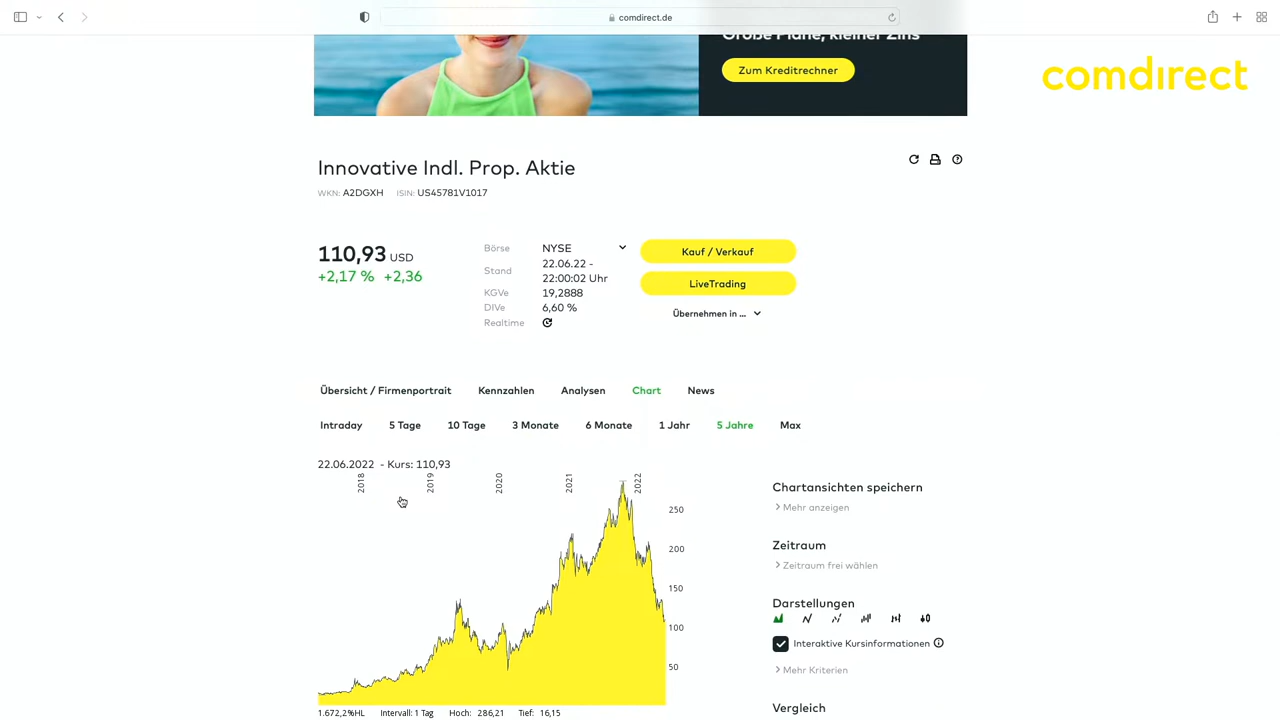 comdirect.de
Große Pläne, kleiner Zins
Zum Kreditrechner
comdirect
Innovative Indl. Prop. Aktie
WKN: A2DGXH ISIN: US45781V1017
110,93 USD
+2,17 % +2,36
Börse NYSE
Stand 22.06.22 -
22:00:02 Uhr
KGVe 19,2888
DIVe 6,60 %
Realtime
Kauf / Verkauf
LiveTrading
Übernehmen in ...
Übersicht / Firmenportrait Kennzahlen Analysen Chart News
Intraday 5 Tage 10 Tage 3 Monate 6 Monate 1 Jahr 5 Jahre Max
22.06.2022 - Kurs: 110,93
2018 2019 2020 2021 2022
250
200
150
100
50
1.672,2%HL Intervall: 1 Tag Hoch: 286,21 Tief: 16,15
Chartansichten speichern
Mehr anzeigen
Zeitraum
Zeitraum frei wählen
Darstellungen
Interaktive Kursinformationen
Mehr Kriterien
Vergleich